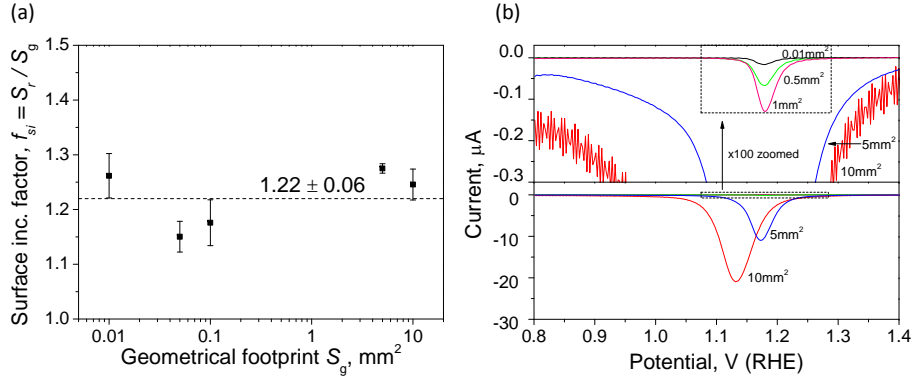 (a)
1.5
1.4
1.3
1.2
1.1
1.0
Surface inc. factor, f_si = S_r / S_g
1.22 ± 0.06
0.01
0.1
1
10
Geometrical footprint S_g, mm²
(b)
0.0
-0.1
-0.2
-0.3
0
-10
-20
-30
Current, μA
0.01mm²
0.5mm²
1mm²
x100 zoomed
5mm²
10mm²
5mm²
10mm²
0.8
0.9
1.0
1.1
1.2
1.3
1.4
Potential, V (RHE)